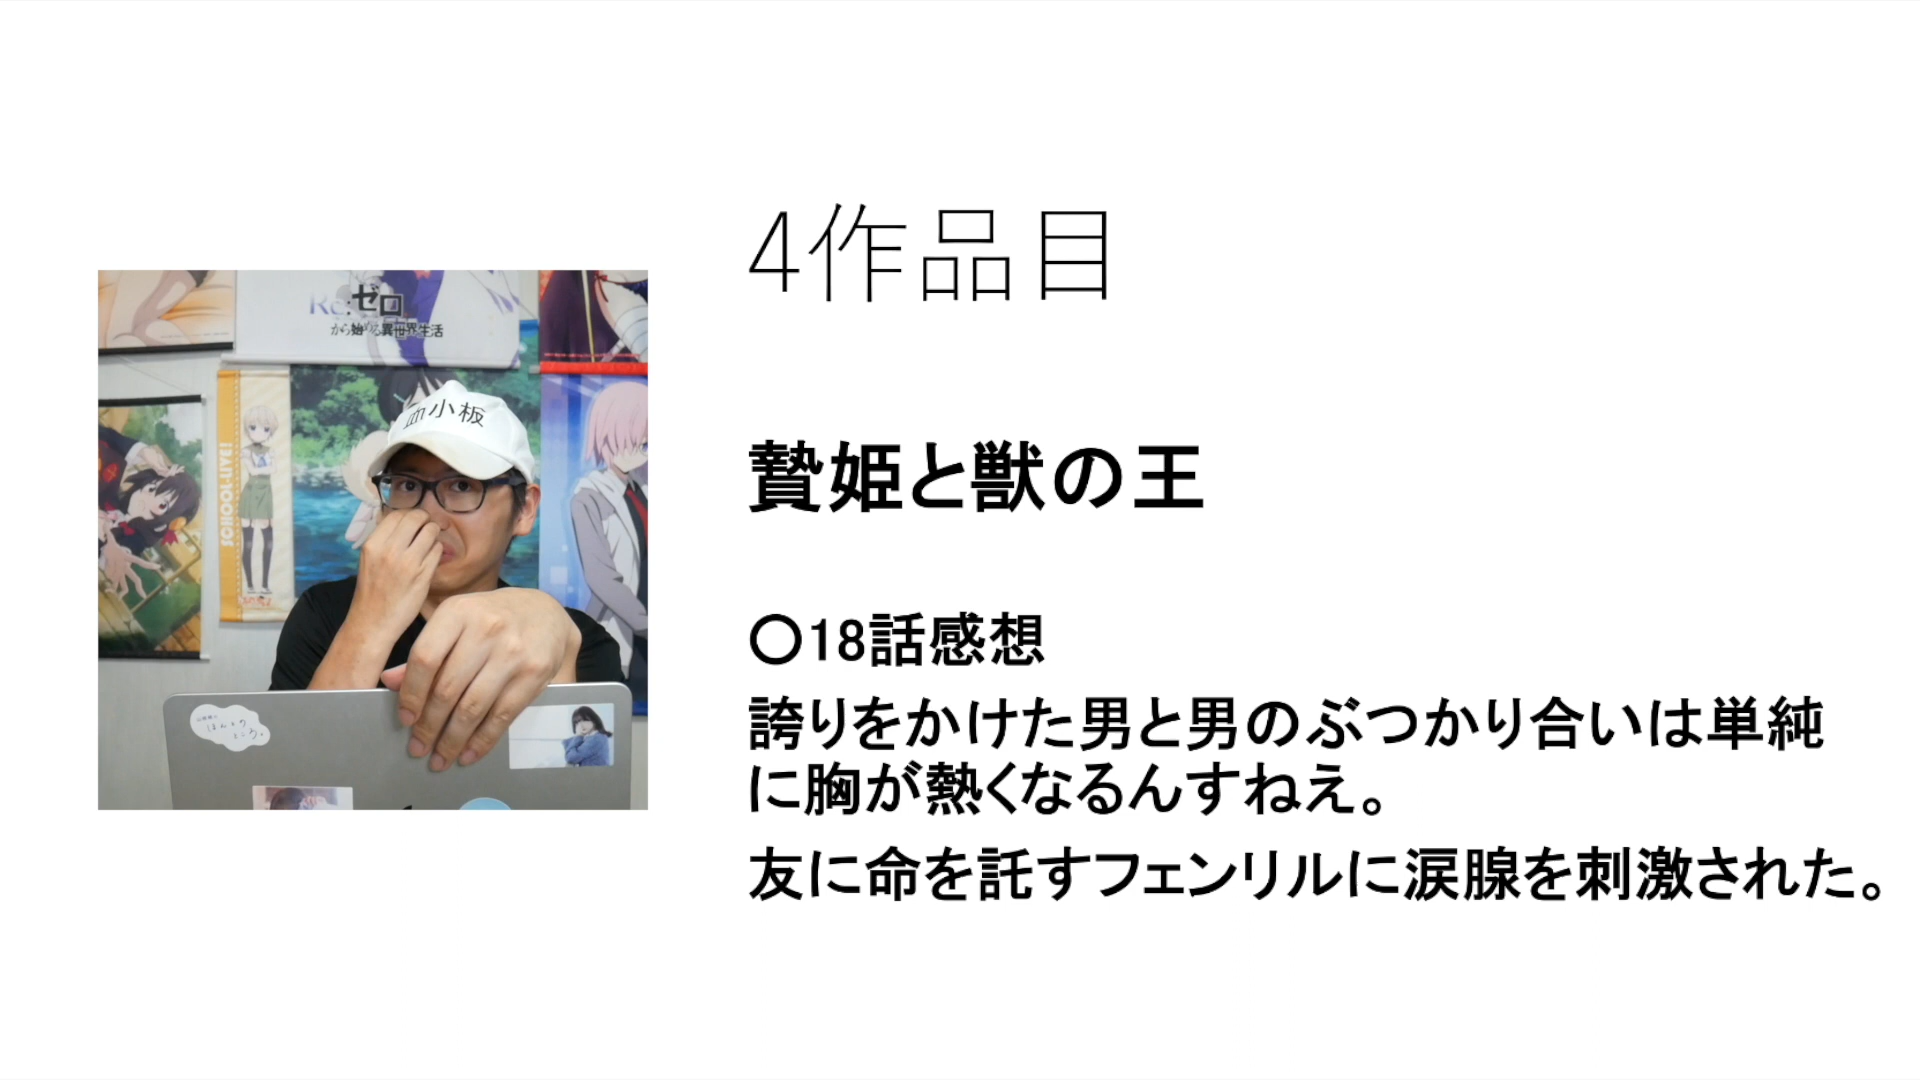 4作品目
贄姫と獣の王
〇18話感想
誇りをかけた男と男のぶつかり合いは単純
に胸が熱くなるんすねえ。
友に命を託すフェンリルに涙腺を刺激された。
Re:ゼロ
から始める異世界生活
血小板
SCHOOL-LIVE!